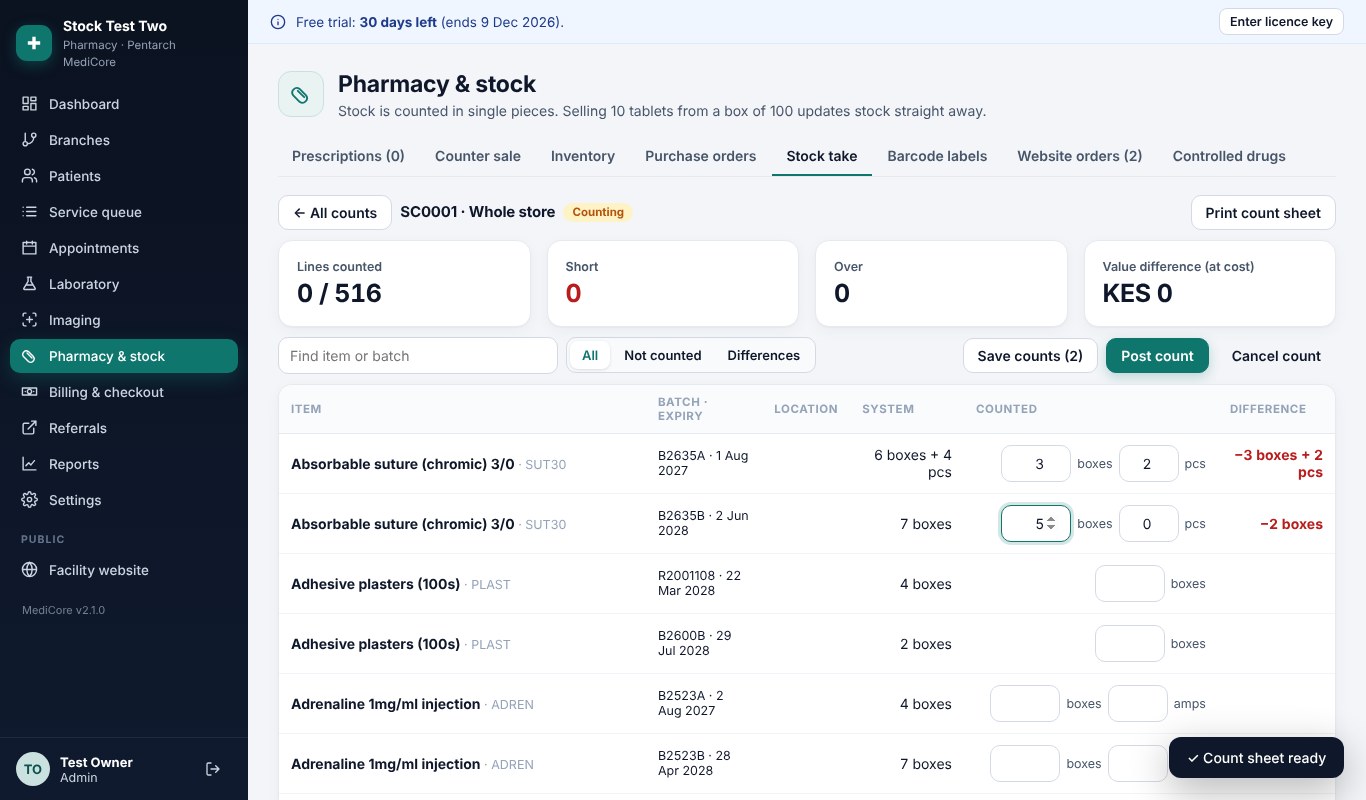 Stock Test Two
Pharmacy · Pentarch
MediCore
Dashboard
Branches
Patients
Service queue
Appointments
Laboratory
Imaging
Pharmacy & stock
Billing & checkout
Referrals
Reports
Settings
PUBLIC
Facility website
MediCore v2.1.0
TO
Test Owner
Admin
Free trial: 30 days left (ends 9 Dec 2026).
Enter licence key
Pharmacy & stock
Stock is counted in single pieces. Selling 10 tablets from a box of 100 updates stock straight away.
Prescriptions (0) Counter sale Inventory Purchase orders Stock take Barcode labels Website orders (2) Controlled drugs
← All counts SC0001 · Whole store Counting Print count sheet
Lines counted
0 / 516
Short
0
Over
0
Value difference (at cost)
KES 0
Find item or batch All Not counted Differences Save counts (2) Post count Cancel count
ITEM BATCH · EXPIRY LOCATION SYSTEM COUNTED DIFFERENCE
Absorbable suture (chromic) 3/0 · SUT30 B2635A · 1 Aug 2027 6 boxes + 4 pcs 3 boxes 2 pcs −3 boxes + 2 pcs
Absorbable suture (chromic) 3/0 · SUT30 B2635B · 2 Jun 2028 7 boxes 5 boxes 0 pcs −2 boxes
Adhesive plasters (100s) · PLAST R2001108 · 22 Mar 2028 4 boxes boxes
Adhesive plasters (100s) · PLAST B2600B · 29 Jul 2028 2 boxes boxes
Adrenaline 1mg/ml injection · ADREN B2523A · 2 Aug 2027 4 boxes boxes amps
Adrenaline 1mg/ml injection · ADREN B2523B · 28 Apr 2028 7 boxes boxes
✓ Count sheet ready